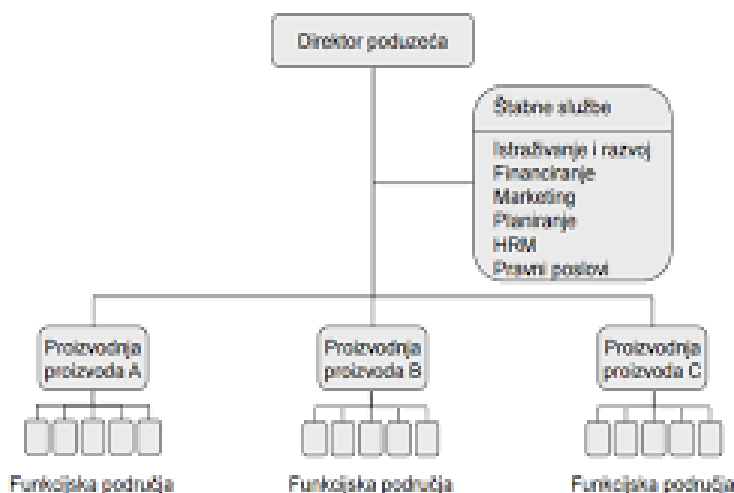 Direktor poduzeća
Štabne službe
Istraživanje i razvoj
Financiranje
Marketing
Planiranje
HRM
Pravni poslovi
Proizvodnja
proizvoda A
Proizvodnja
proizvoda B
Proizvodnja
proizvoda C
Funkcijska područja
Funkcijska područja
Funkcijska područja